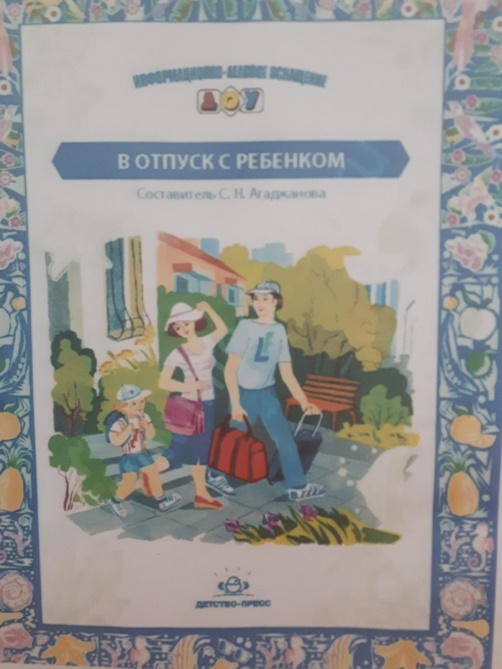 ИНФОРМАЦИОННО-ДЕЛОВОЕ ОСНАЩЕНИЕ
ДОУ
В ОТПУСК С РЕБЕНКОМ
Составитель С. Н. Агаджанова
ДЕТСТВО-ПРЕСС